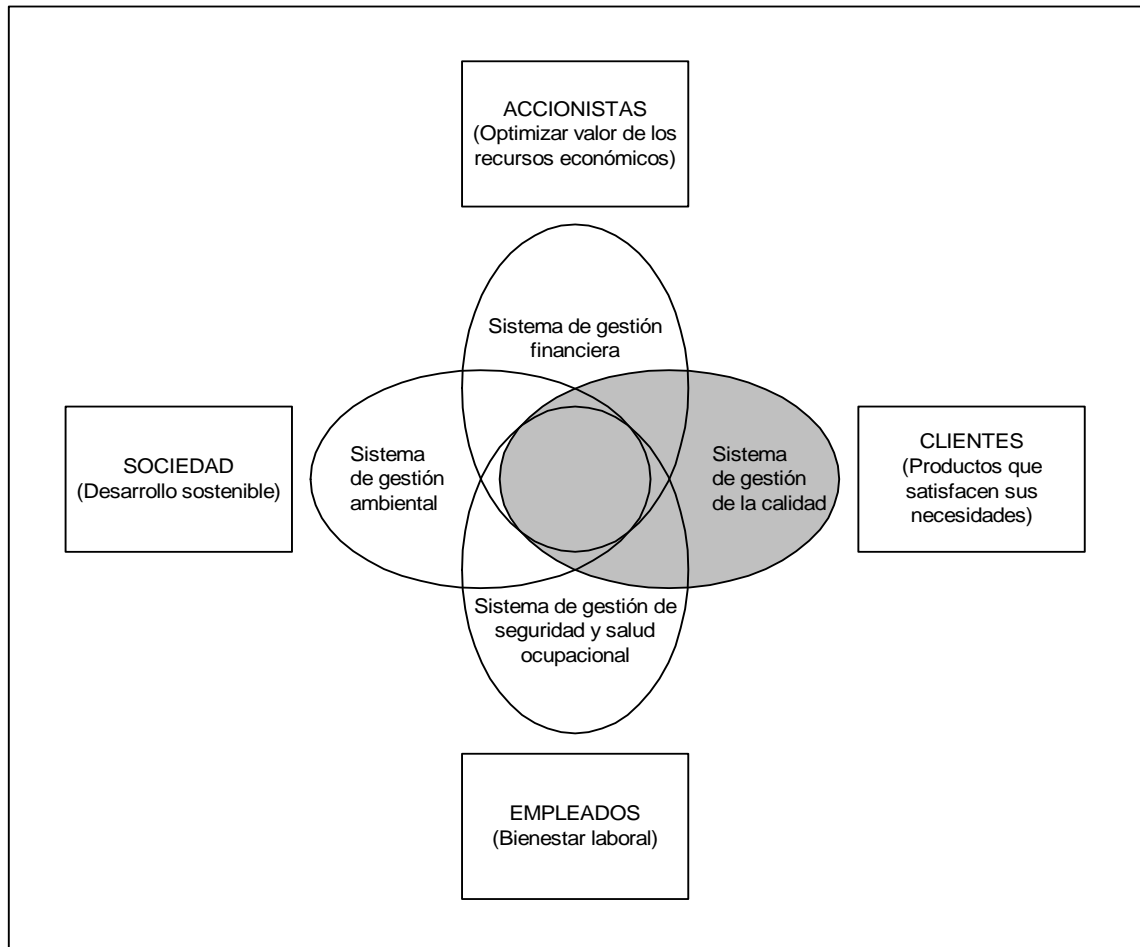 ACCIONISTAS
(Optimizar valor de los
recursos económicos)
Sistema de gestión
financiera
SOCIEDAD
(Desarrollo sostenible)
Sistema
de gestión
ambiental
Sistema
de gestión
de la calidad
CLIENTES
(Productos que
satisfacen sus
necesidades)
Sistema de gestión de
seguridad y salud
ocupacional
EMPLEADOS
(Bienestar laboral)